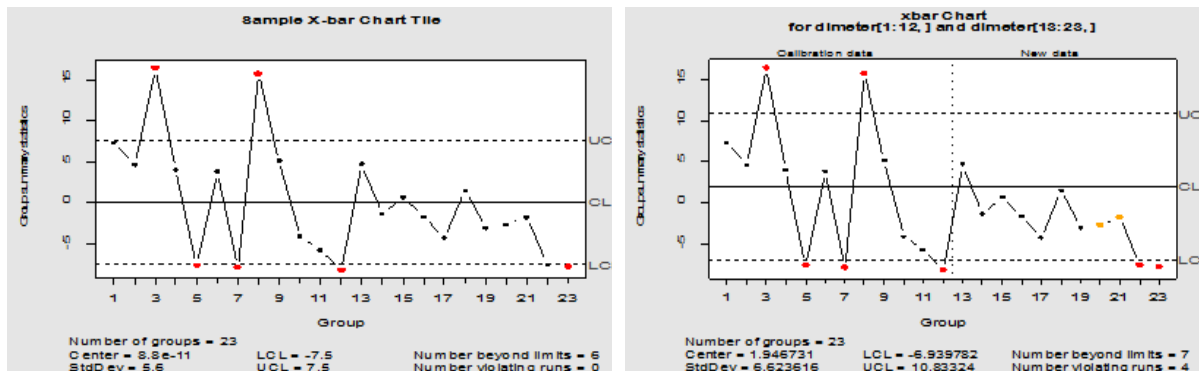 Sample X-bar Chart Tile
Group summary statistics
15
10
5
0
-5
UC
CL
LC
1 3 5 7 9 11 13 15 17 19 21 23
Group
Number of groups = 23
Center = 8.8e-11 LCL = -7.5 Number beyond limits = 6
StdDev = 5.6 UCL = 7.5 Number violating runs = 0
xbar Chart
for dimeter[1:12, ] and dimeter[13:23, ]
Calibration data New data
Group summary statistics
15
10
5
0
-5
UC
CL
LC
1 3 5 7 9 11 13 15 17 19 21 23
Group
Number of groups = 23
Center = 1.946731 LCL = -6.939782 Number beyond limits = 7
StdDev = 6.623616 UCL = 10.83324 Number violating runs = 4